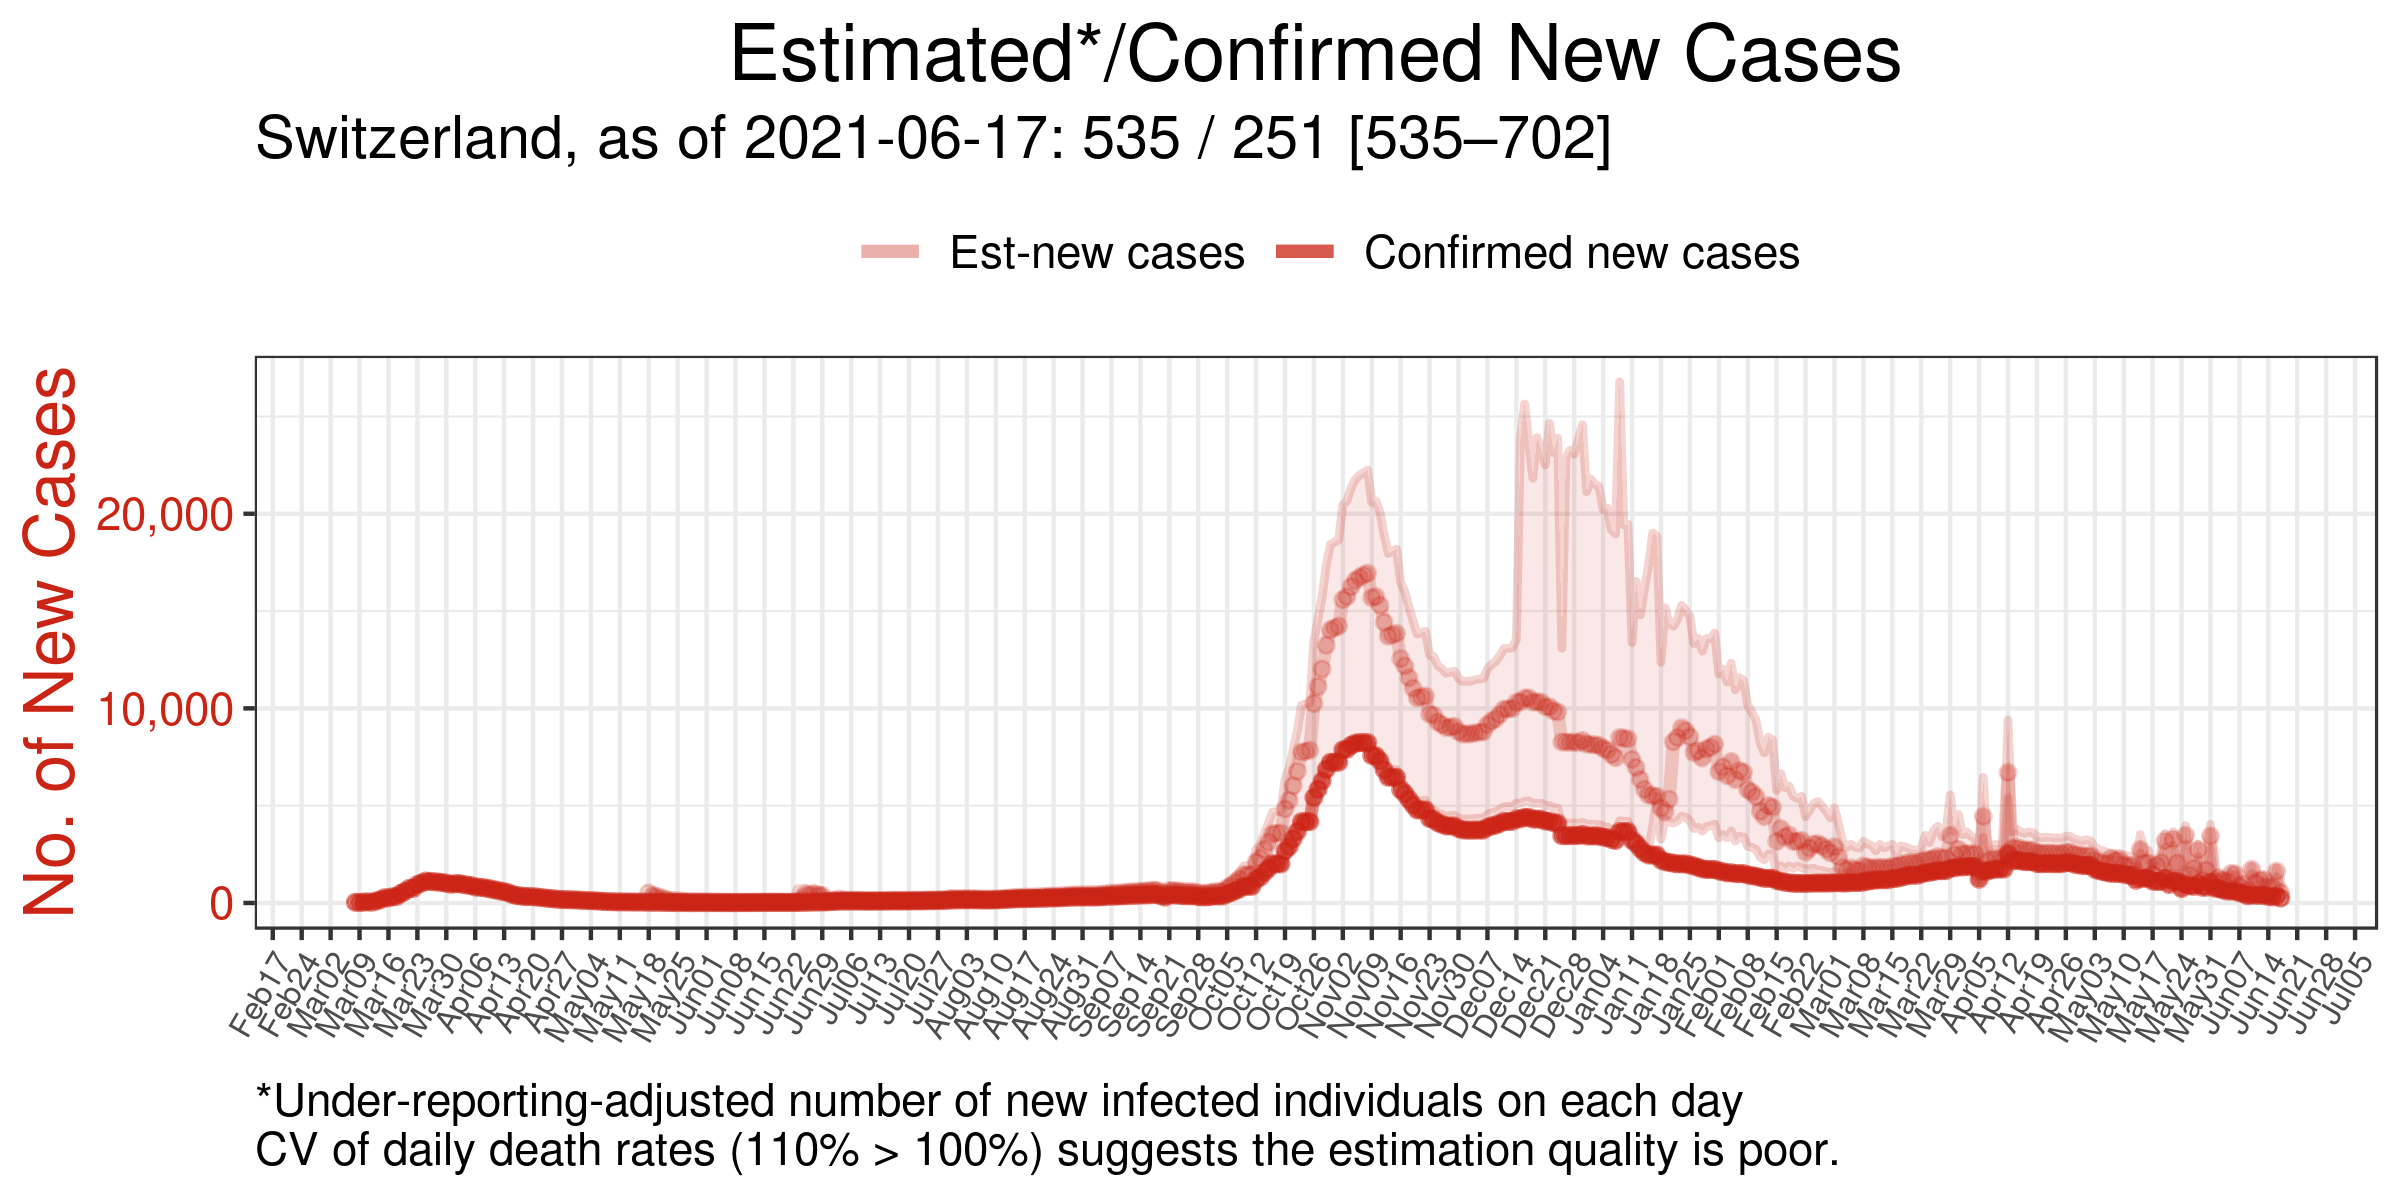 Estimated*/Confirmed New Cases
Switzerland, as of 2021-06-17: 535 / 251 [535–702]
Est-new cases Confirmed new cases
No. of New Cases
20,000
10,000
0
Feb17 Feb24 Mar02 Mar09 Mar16 Mar23 Mar30 Apr06 Apr13 Apr20 Apr27 May04 May11 May18 May25 Jun01 Jun08 Jun15 Jun22 Jun29 Jul06 Jul13 Jul20 Jul27 Aug03 Aug10 Aug17 Aug24 Aug31 Sep07 Sep14 Sep21 Sep28 Oct05 Oct12 Oct19 Oct26 Nov02 Nov09 Nov16 Nov23 Nov30 Dec07 Dec14 Dec21 Dec28 Jan04 Jan11 Jan18 Jan25 Feb01 Feb08 Feb15 Feb22 Mar01 Mar08 Mar15 Mar22 Mar29 Apr05 Apr12 Apr19 Apr26 May03 May10 May17 May24 May31 Jun07 Jun14 Jun21 Jun28 Jul05
*Under-reporting-adjusted number of new infected individuals on each day
CV of daily death rates (110% > 100%) suggests the estimation quality is poor.